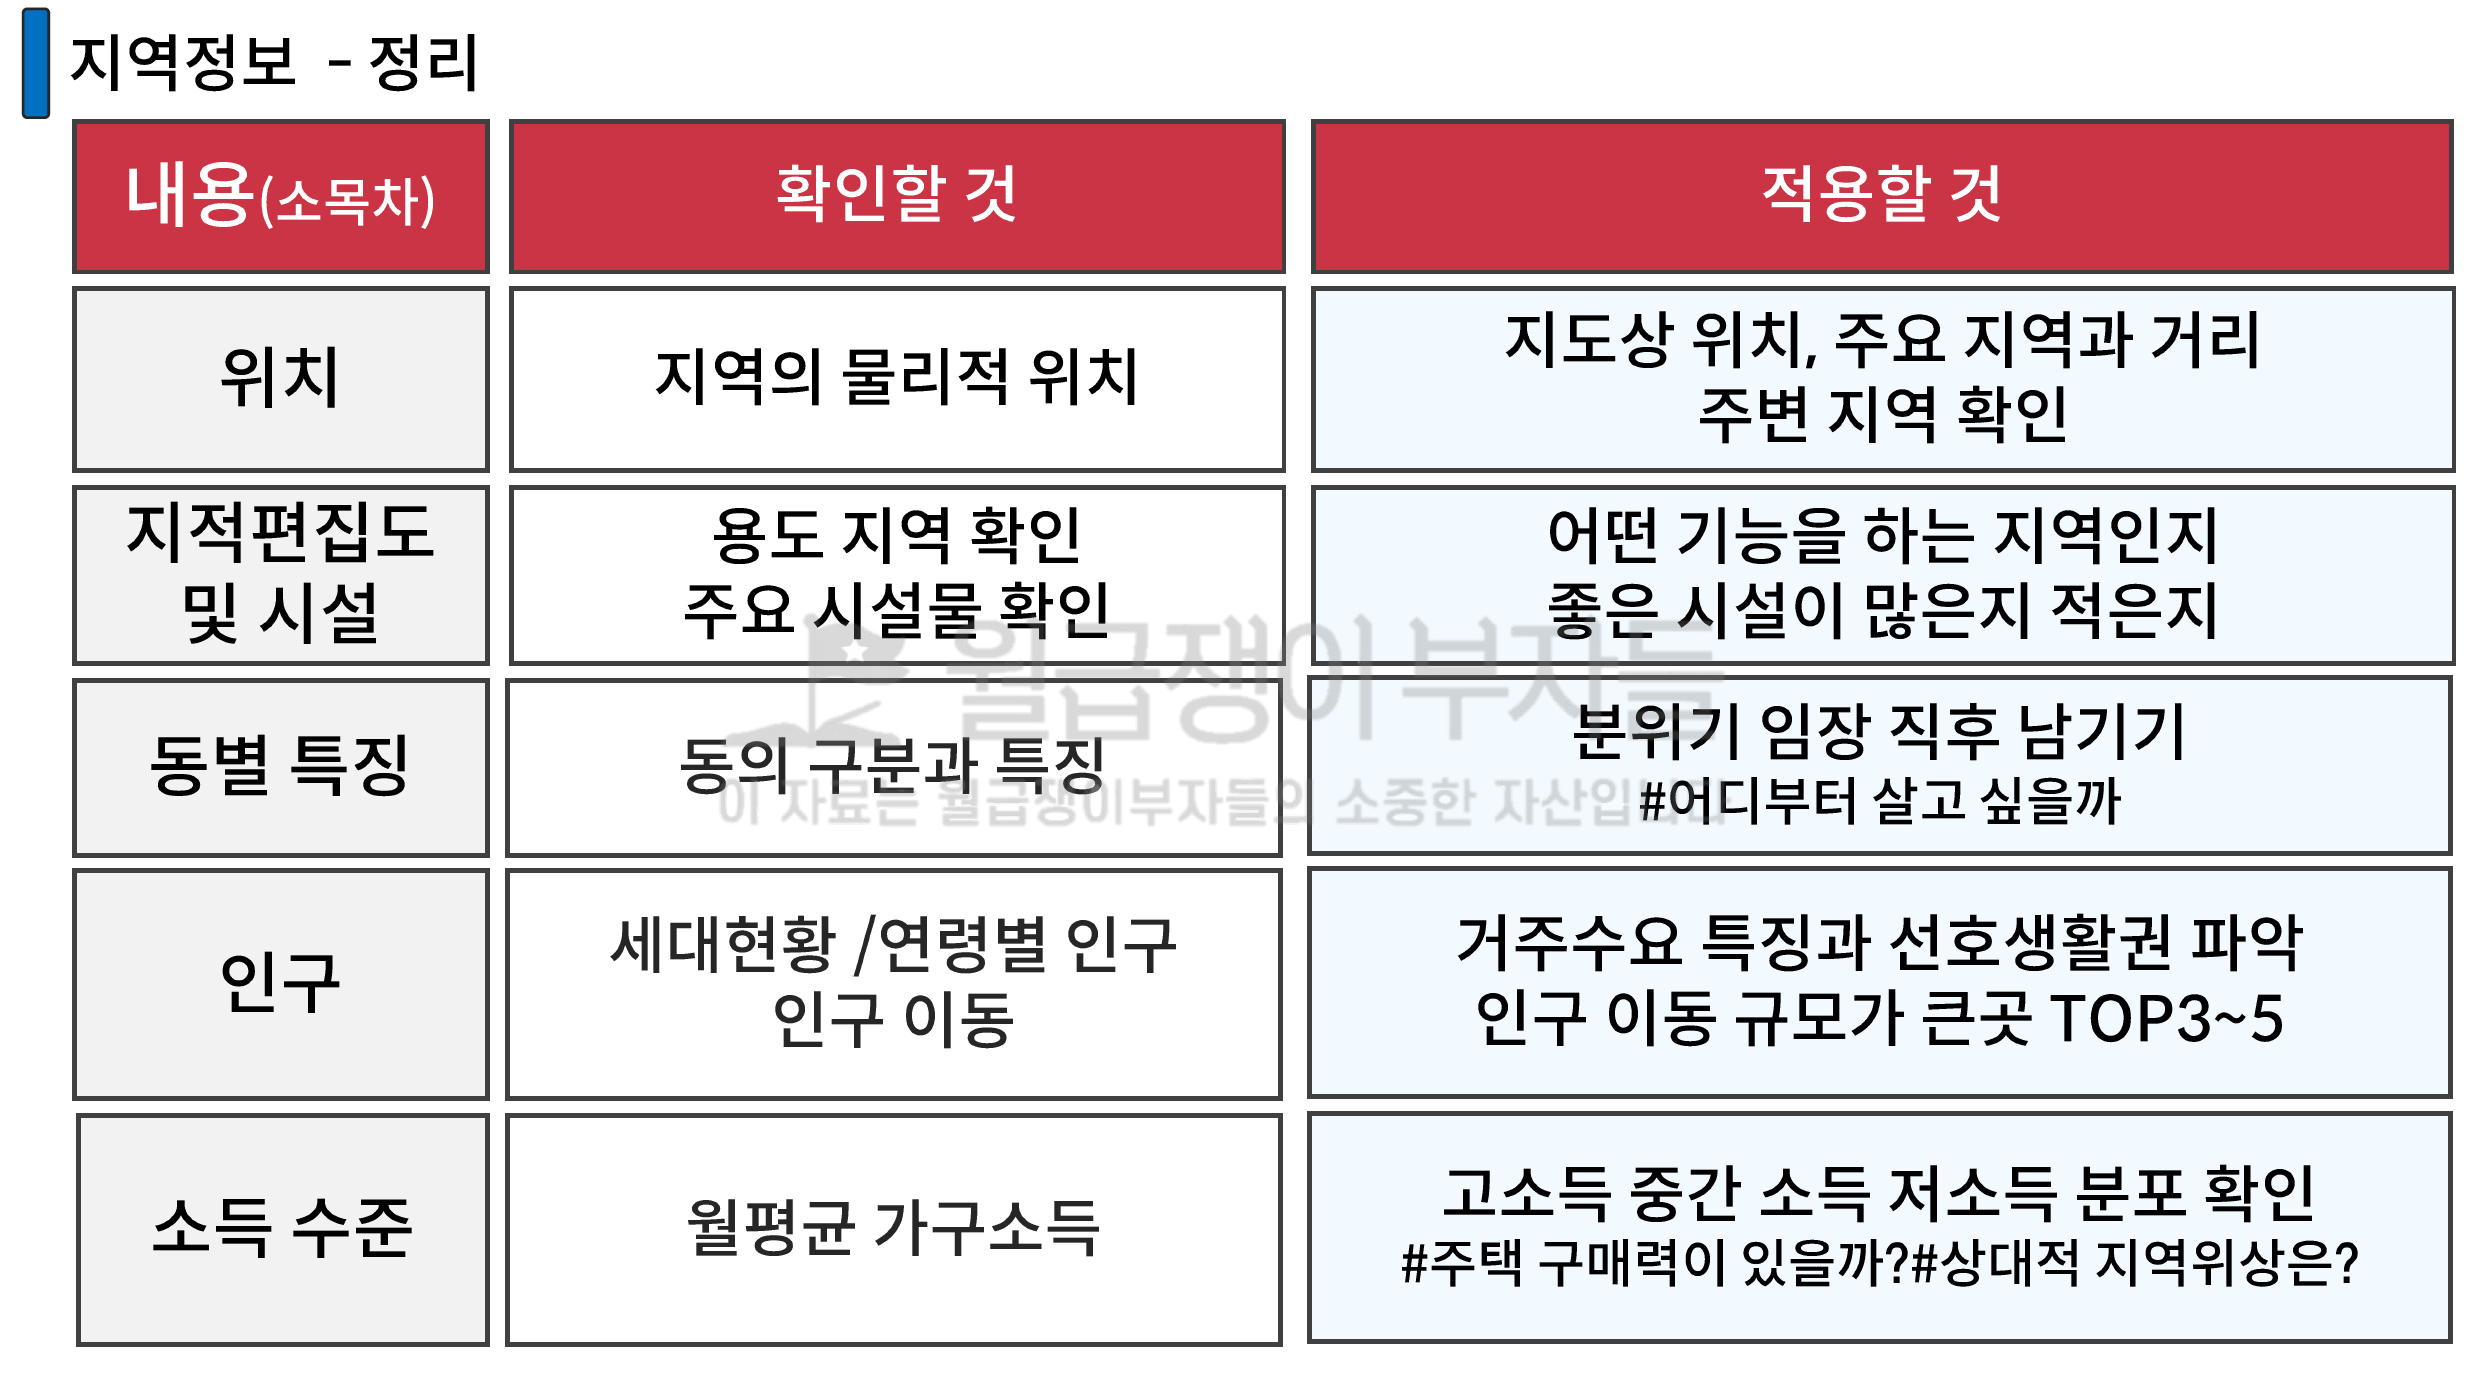 지역정보 - 정리
내용(소목차)
확인할 것
적용할 것
위치
지역의 물리적 위치
지도상 위치, 주요 지역과 거리
주변 지역 확인
지적편집도
및 시설
용도 지역 확인
주요 시설물 확인
어떤 기능을 하는 지역인지
좋은 시설이 많은지 적은지
동별 특징
동의 구분과 특징
분위기 임장 직후 남기기
#어디부터 살고 싶을까
인구
세대현황 /연령별 인구
인구 이동
거주수요 특징과 선호생활권 파악
인구 이동 규모가 큰곳 TOP3~5
소득 수준
월평균 가구소득
고소득 중간 소득 저소득 분포 확인
#주택 구매력이 있을까?#상대적 지역위상은?
월급쟁이부자들
이 자료는 월급쟁이부자들의 소중한 자산입니다